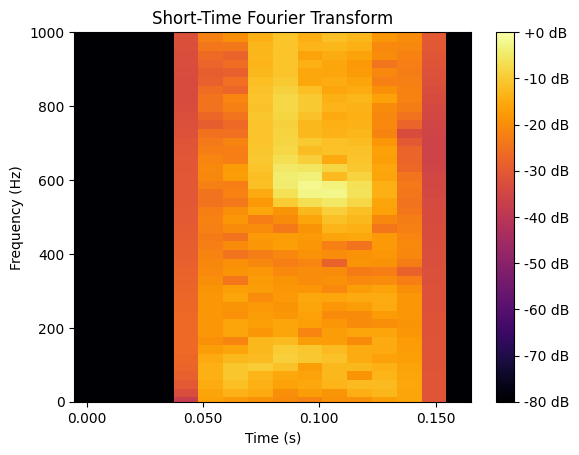 Short-Time Fourier Transform
1000
800
600
400
200
0
Frequency (Hz)
0.000
0.050
0.100
0.150
Time (s)
+0 dB
-10 dB
-20 dB
-30 dB
-40 dB
-50 dB
-60 dB
-70 dB
-80 dB